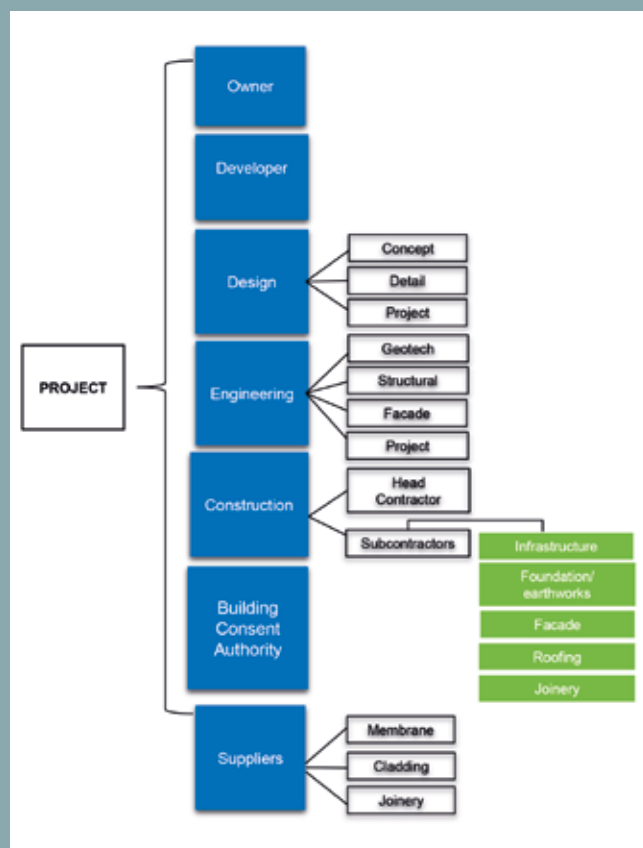 PROJECT
Owner
Developer
Design
Concept
Detail
Project
Engineering
Geotech
Structural
Facade
Project
Construction
Head
Contractor
Subcontractors
Infrastructure
Foundation/
earthworks
Facade
Roofing
Joinery
Building
Consent
Authority
Suppliers
Membrane
Cladding
Joinery